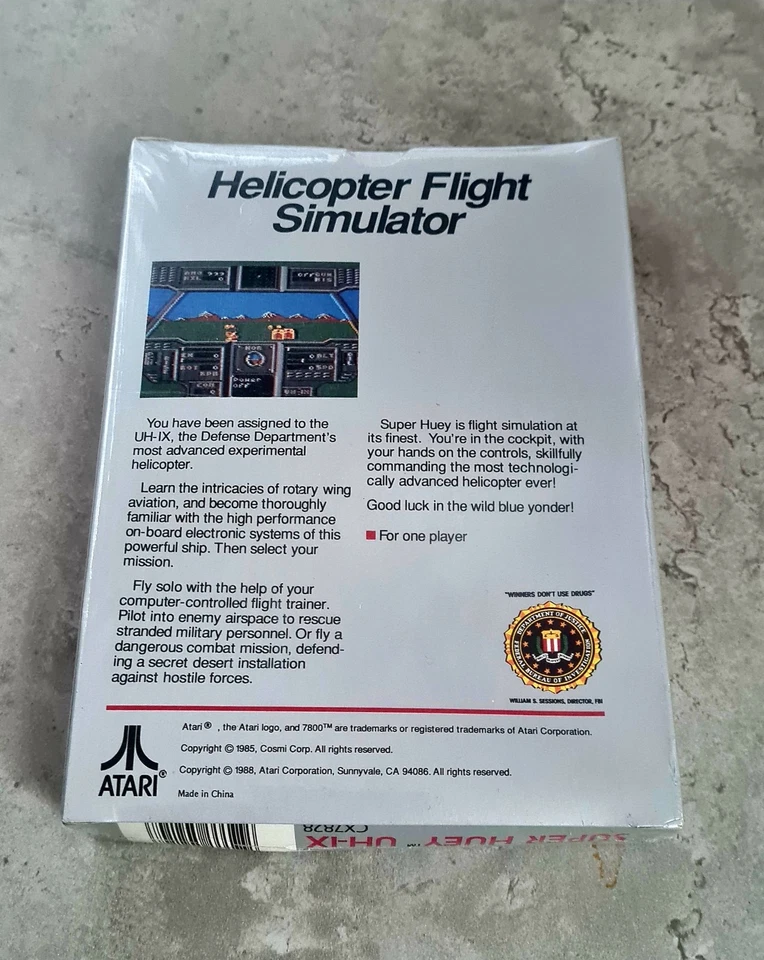 Helicopter Flight
Simulator
You have been assigned to the
UH-IX, the Defense Department's
most advanced experimental
helicopter.
Learn the intricacies of rotary wing
aviation, and become thoroughly
familiar with the high performance
on-board electronic systems of this
powerful ship. Then select your
mission.
Fly solo with the help of your
computer-controlled flight trainer.
Pilot into enemy airspace to rescue
stranded military personnel. Or fly a
dangerous combat mission, defend-
ing a secret desert installation
against hostile forces.
Super Huey is flight simulation at
its finest. You're in the cockpit, with
your hands on the controls, skillfully
commanding the most technologi-
cally advanced helicopter ever!
Good luck in the wild blue yonder!
For one player
"WINNERS DON'T USE DRUGS"
DEPARTMENT OF JUSTICE
FEDERAL BUREAU OF INVESTIGATION
WILLIAM S. SESSIONS, DIRECTOR, FBI
Atari® , the Atari logo, and 7800™ are trademarks or registered trademarks of Atari Corporation.
Copyright © 1985, Cosmi Corp. All rights reserved.
Copyright © 1988, Atari Corporation, Sunnyvale, CA 94086. All rights reserved.
Made in China
ATARI®
CX7828
SUPER HUEY™ UH-IX